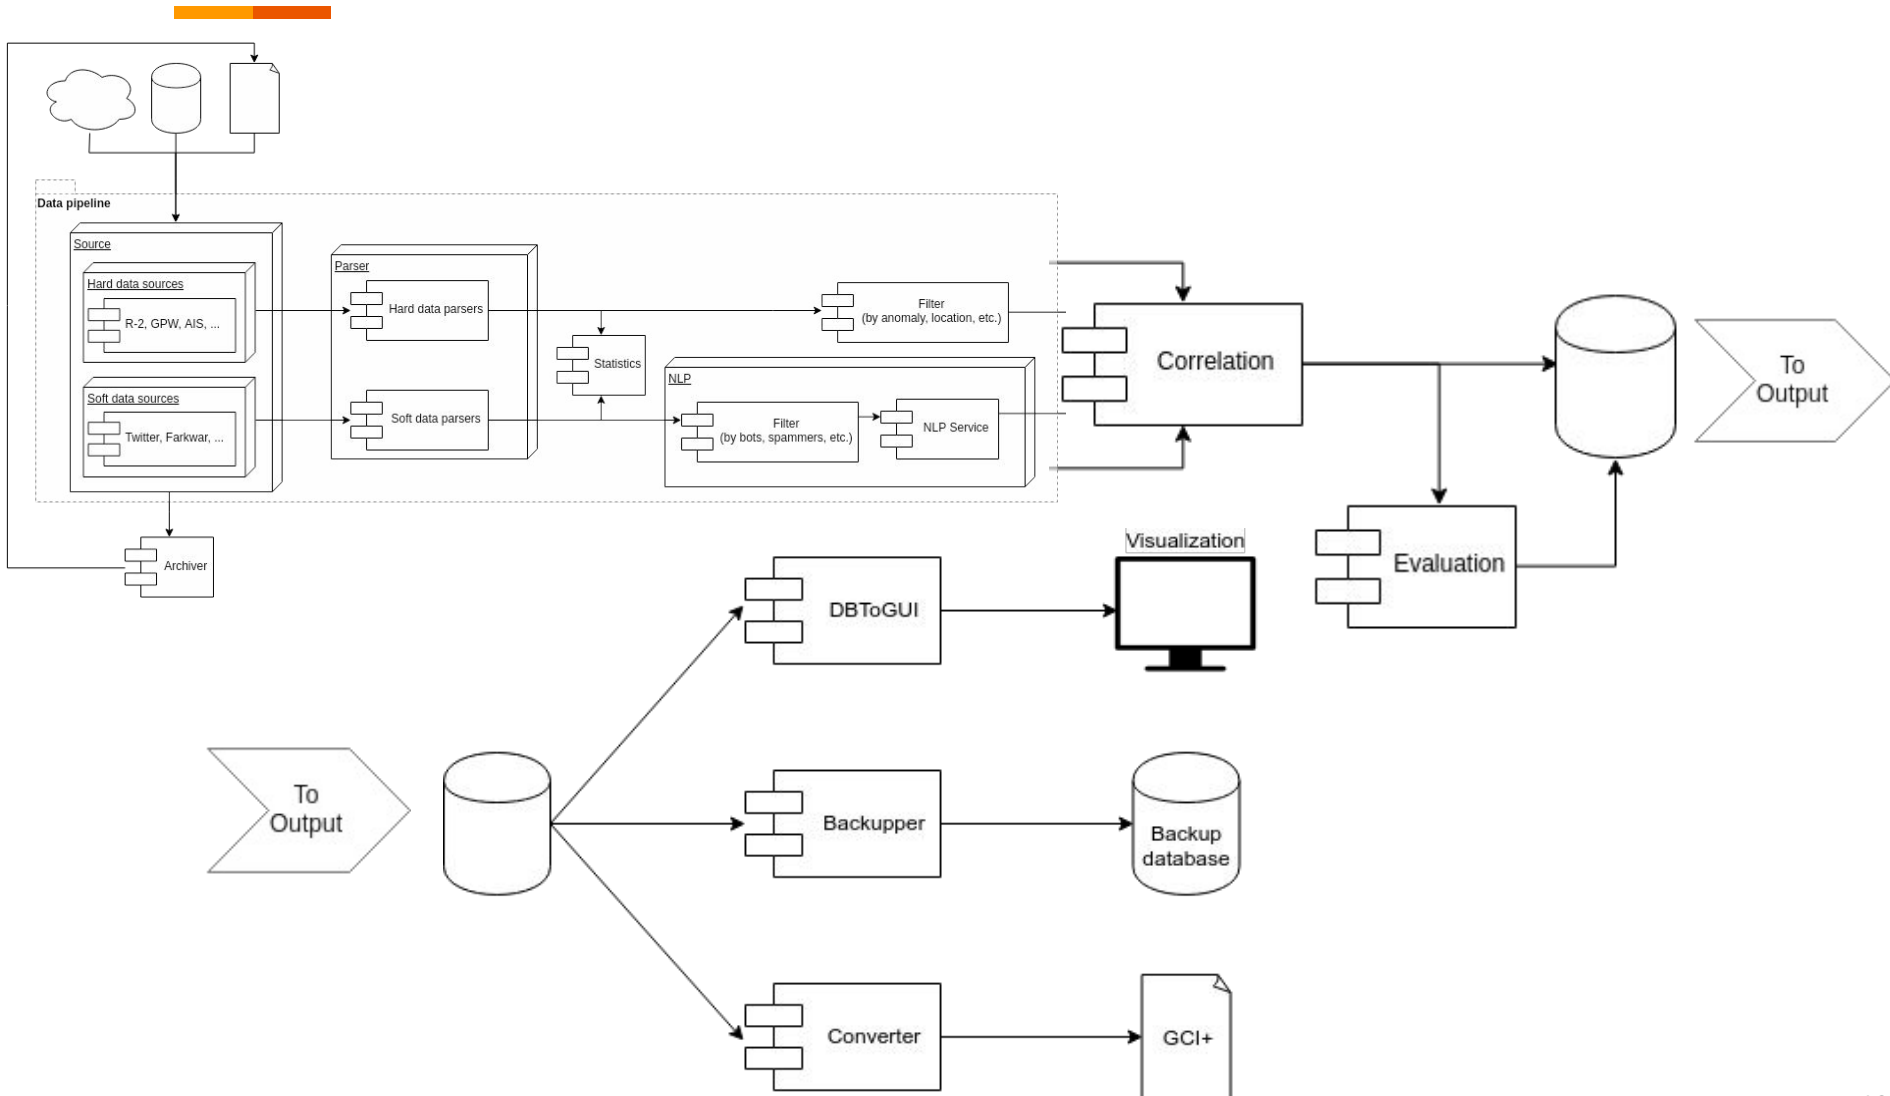 Data pipeline
Source
Hard data sources
R-2, GPW, AIS, ...
Soft data sources
Twitter, Farkwar, ...
Parser
Hard data parsers
Soft data parsers
Statistics
Filter
(by anomaly, location, etc.)
NLP
Filter
(by bots, spammers, etc.)
NLP Service
Archiver
Correlation
Evaluation
To
Output
To
Output
DBToGUI
Visualization
Backupper
Backup
database
Converter
GCI+